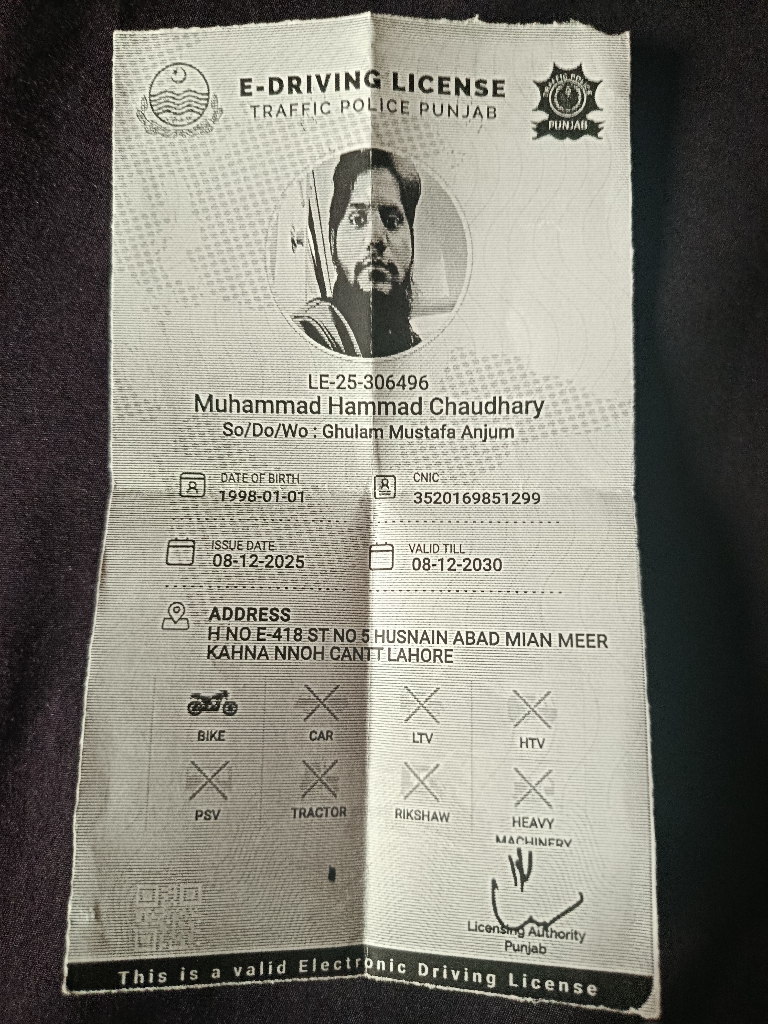 E-DRIVING LICENSE
TRAFFIC POLICE PUNJAB
TRAFFIC POLICE
PUNJAB
LE-25-306496
Muhammad Hammad Chaudhary
So/Do/Wo : Ghulam Mustafa Anjum
DATE OF BIRTH CNIC
1998-01-01 3520169851299
ISSUE DATE VALID TILL
08-12-2025 08-12-2030
ADDRESS
H NO E-418 ST NO 5 HUSNAIN ABAD MIAN MEER
KAHNA NNOH CANTT LAHORE
BIKE CAR LTV HTV
PSV TRACTOR RIKSHAW HEAVY
MACHINERY
Licensing Authority
Punjab
This is a valid Electronic Driving License